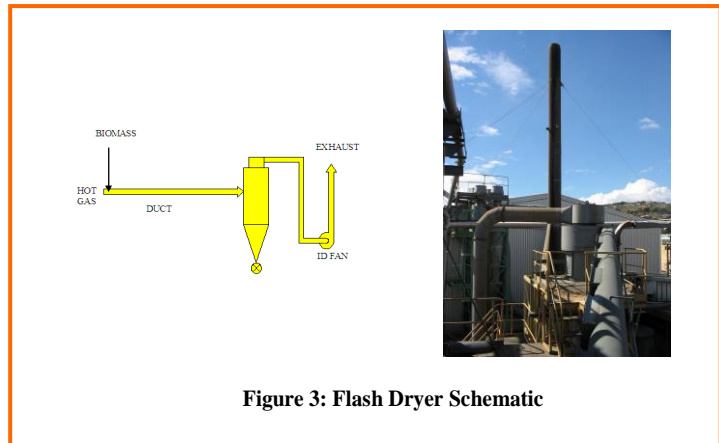 BIOMASS
EXHAUST
HOT
GAS
DUCT
ID FAN
Figure 3: Flash Dryer Schematic